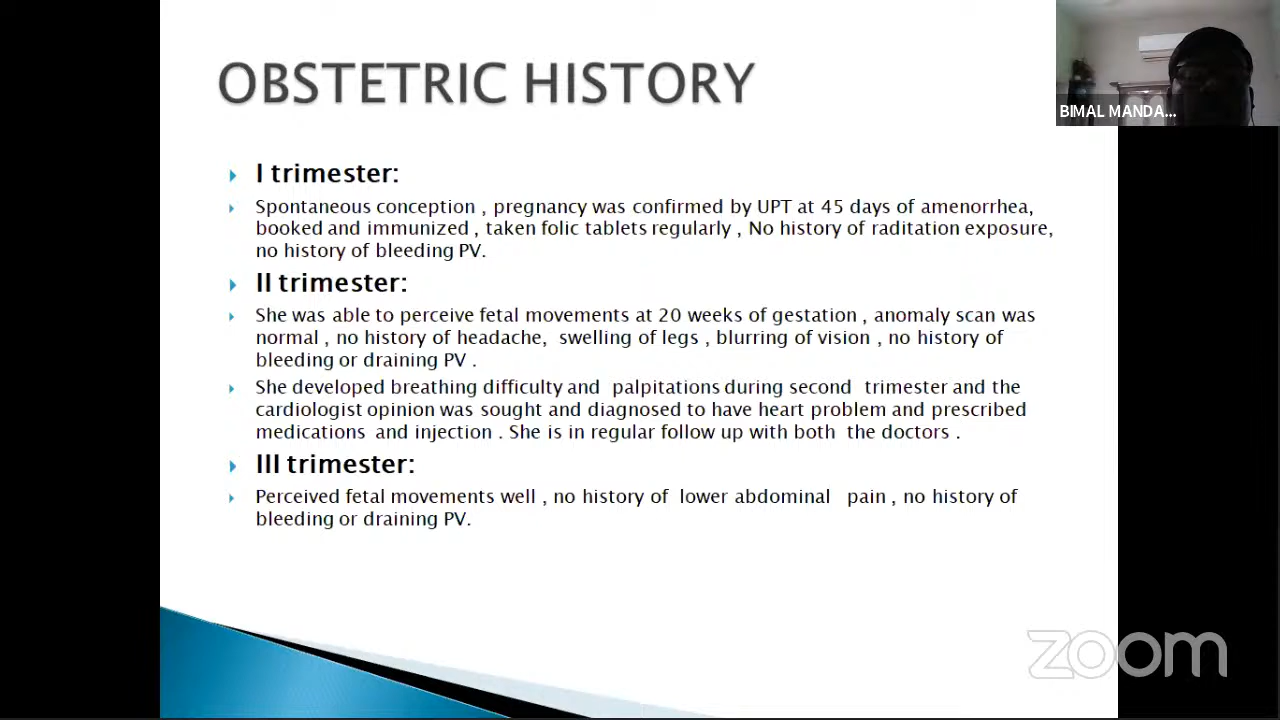 OBSTETRIC HISTORY
BIMAL MANDA...
I trimester:
Spontaneous conception , pregnancy was confirmed by UPT at 45 days of amenorrhea,
booked and immunized , taken folic tablets regularly , No history of raditation exposure,
no history of bleeding PV.
II trimester:
She was able to perceive fetal movements at 20 weeks of gestation , anomaly scan was
normal , no history of headache, swelling of legs , blurring of vision , no history of
bleeding or draining PV .
She developed breathing difficulty and palpitations during second trimester and the
cardiologist opinion was sought and diagnosed to have heart problem and prescribed
medications and injection . She is in regular follow up with both the doctors .
III trimester:
Perceived fetal movements well , no history of lower abdominal pain , no history of
bleeding or draining PV.
zoom